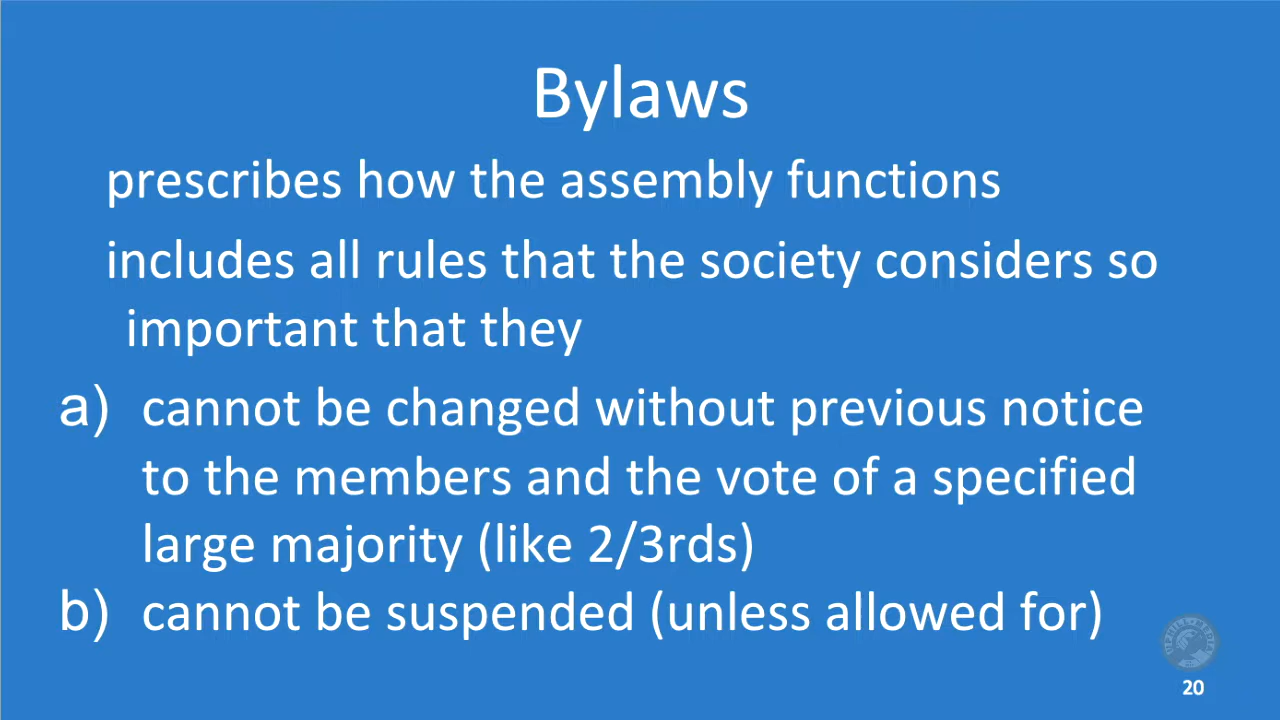 Bylaws
prescribes how the assembly functions
includes all rules that the society considers so
important that they
a) cannot be changed without previous notice
to the members and the vote of a specified
large majority (like 2/3rds)
b) cannot be suspended (unless allowed for)
20